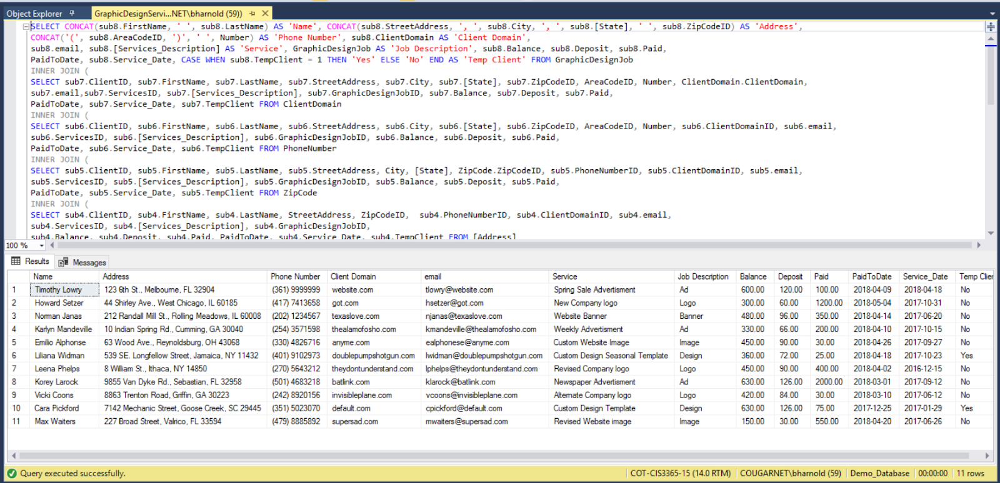 Object Explorer
GraphicDesignServi...NET\bharnold (59))
SELECT CONCAT(sub8.FirstName, ' ', sub8.LastName) AS 'Name', CONCAT(sub8.StreetAddress, ', ', sub8.City, ', ', sub8.[State], ' ', sub8.ZipCodeID) AS 'Address',
CONCAT('(', sub8.AreaCodeID, ')', ' ', Number) AS 'Phone Number', sub8.ClientDomain AS 'Client Domain',
sub8.email, sub8.[Services_Description] AS 'Service', GraphicDesignJob AS 'Job Description', sub8.Balance, sub8.Deposit, sub8.Paid,
PaidToDate, sub8.Service_Date, CASE WHEN sub8.TempClient = 1 THEN 'Yes' ELSE 'No' END AS 'Temp Client' FROM GraphicDesignJob
INNER JOIN (
SELECT sub7.ClientID, sub7.FirstName, sub7.LastName, sub7.StreetAddress, sub7.City, sub7.[State], sub7.ZipCodeID, AreaCodeID, Number, ClientDomain.ClientDomain,
sub7.email,sub7.ServicesID, sub7.[Services_Description], sub7.GraphicDesignJobID, sub7.Balance, sub7.Deposit, sub7.Paid,
PaidToDate, sub7.Service_Date, sub7.TempClient FROM ClientDomain
INNER JOIN (
SELECT sub6.ClientID, sub6.FirstName, sub6.LastName, sub6.StreetAddress, sub6.City, sub6.[State], sub6.ZipCodeID, AreaCodeID, Number, sub6.ClientDomainID, sub6.email,
sub6.ServicesID, sub6.[Services_Description], sub6.GraphicDesignJobID, sub6.Balance, sub6.Deposit, sub6.Paid,
PaidToDate, sub6.Service_Date, sub6.TempClient FROM PhoneNumber
INNER JOIN (
SELECT sub5.ClientID, sub5.FirstName, sub5.LastName, sub5.StreetAddress, City, [State], ZipCode.ZipCodeID, sub5.PhoneNumberID, sub5.ClientDomainID, sub5.email,
sub5.ServicesID, sub5.[Services_Description], sub5.GraphicDesignJobID, sub5.Balance, sub5.Deposit, sub5.Paid,
PaidToDate, sub5.Service_Date, sub5.TempClient FROM ZipCode
INNER JOIN (
SELECT sub4.ClientID, sub4.FirstName, sub4.LastName, StreetAddress, ZipCodeID, sub4.PhoneNumberID, sub4.ClientDomainID, sub4.email,
sub4.ServicesID, sub4.[Services_Description], sub4.GraphicDesignJobID,
sub4.Balance, sub4.Deposit, sub4.Paid, PaidToDate, sub4.Service_Date, sub4.TempClient FROM [Address]
100 %
Results Messages
Name Address Phone Number Client Domain email Service Job Description Balance Deposit Paid PaidToDate Service_Date Temp Clien
1 Timothy Lowry 123 6th St., Melbourne, FL 32904 (361) 9999999 website.com tlowry@website.com Spring Sale Advertisment Ad 600.00 120.00 100.00 2018-04-09 2018-04-18 No
2 Howard Setzer 44 Shirley Ave., West Chicago, IL 60185 (417) 7413658 got.com hsetzer@got.com New Company logo Logo 300.00 60.00 1200.00 2018-05-04 2017-10-31 No
3 Norman Janas 212 Randall Mill St., Rolling Meadows, IL 60008 (202) 1234567 texaslove.com njanas@texaslove.com Website Banner Banner 480.00 96.00 350.00 2018-04-14 2017-06-20 No
4 Karlyn Mandeville 10 Indian Spring Rd., Cumming, GA 30040 (254) 3571598 thealamofosho.com kmandeville@thealamofosho.com Weekly Advertisment Ad 330.00 66.00 200.00 2018-04-10 2017-10-15 No
5 Emilio Alphonse 63 Wood Ave., Reynoldsburg, OH 43068 (330) 4826716 anyme.com ealphonese@anyme.com Custom Website Image Image 450.00 90.00 30.00 2018-04-26 2017-09-27 No
6 Liliana Widman 539 SE. Longfellow Street, Jamaica, NY 11432 (401) 9102973 doublepumpshotgun.com lwidman@doublepumpshotgun.com Custom Design Seasonal Template Design 360.00 72.00 25.00 2018-04-18 2017-10-23 Yes
7 Leena Phelps 8 William St., Ithaca, NY 14850 (270) 5643212 theydontunderstand.com lphelps@theydontunderstand.com Revised Company logo Logo 450.00 90.00 400.00 2018-04-02 2016-12-15 No
8 Korey Larock 9855 Van Dyke Rd., Sebastian, FL 32958 (501) 4683218 batlink.com klarock@batlink.com Newspaper Advertisment Ad 630.00 126.00 2000.00 2018-03-01 2017-09-12 No
9 Vicki Coons 8863 Trenton Road, Griffin, GA 30223 (242) 8920156 invisibleplane.com vcoons@invisibleplane.com Alternate Company logo Logo 420.00 84.00 30.00 2018-03-10 2017-06-12 No
10 Cara Pickford 7142 Mechanic Street, Goose Creek, SC 29445 (351) 5023070 default.com cpickford@default.com Custom Design Template Design 630.00 126.00 75.00 2017-12-25 2017-01-29 Yes
11 Max Waiters 227 Broad Street, Valrico, FL 33594 (479) 8885892 supersad.com mwaiters@supersad.com Revised Website image Image 150.00 30.00 550.00 2018-04-20 2017-06-26 No
Query executed successfully. COT-CIS3365-15 (14.0 RTM) COUGARNET\bharnold (59) Demo_Database 00:00:00 11 rows